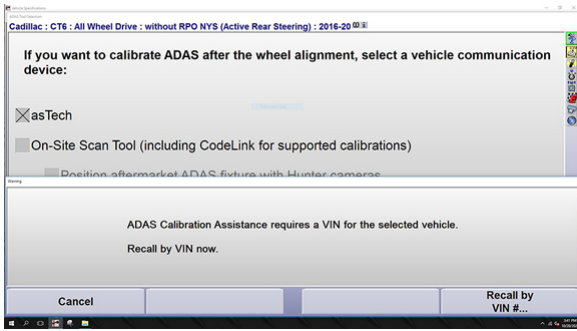 Vehicle Specifications
ADAS Tool Selection
Cadillac : CT6 : All Wheel Drive : without RPO NYS (Active Rear Steering) : 2016-20
If you want to calibrate ADAS after the wheel alignment, select a vehicle communication
device:
asTech
On-Site Scan Tool (including CodeLink for supported calibrations)
Position aftermarket ADAS fixture with Hunter cameras
Warning
ADAS Calibration Assistance requires a VIN for the selected vehicle.
Recall by VIN now.
Cancel
Recall by
VIN #...